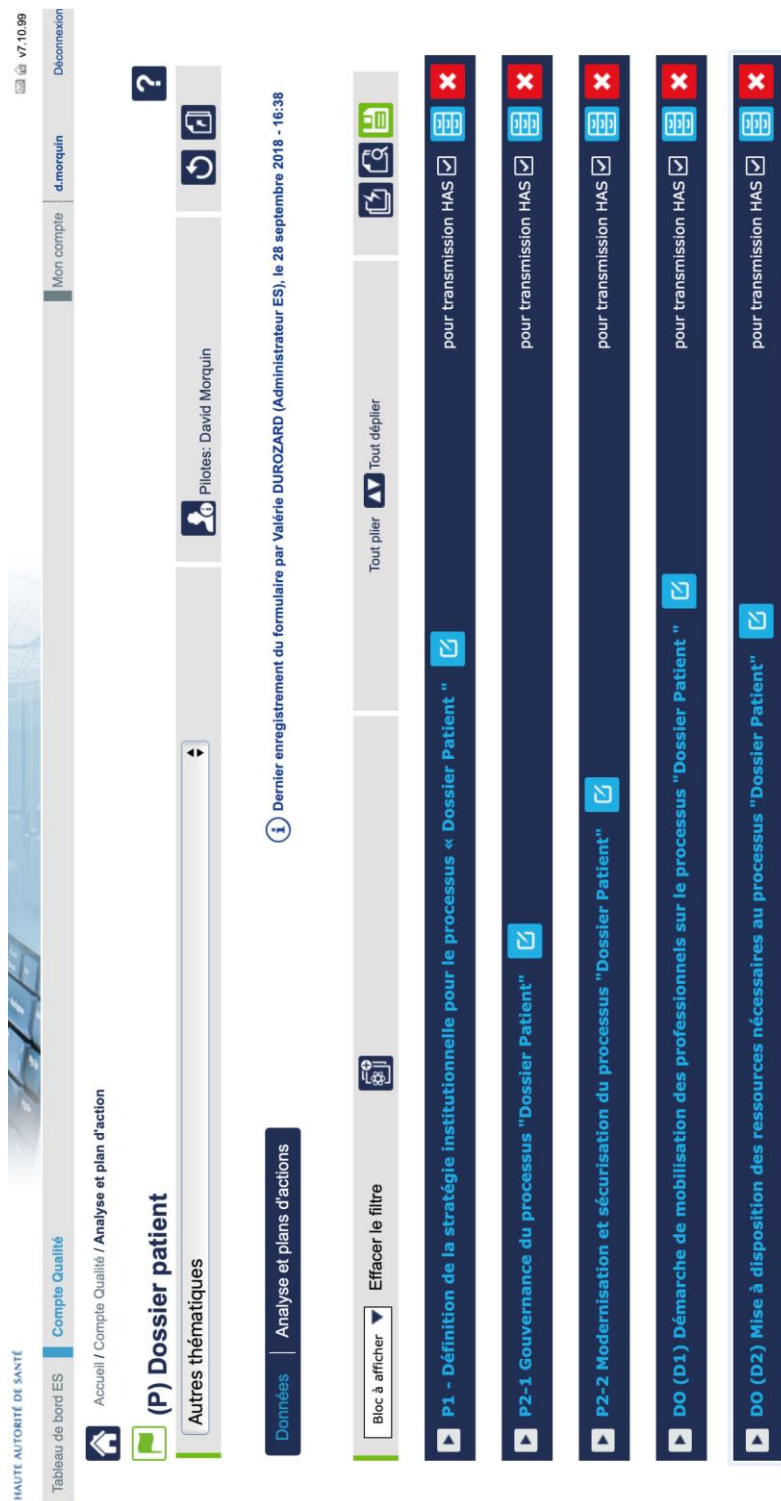 HAUTE AUTORITÉ DE SANTÉ
v7.10.99
Tableau de bord ES
Compte Qualité
Mon compte
d.morquin
Déconnexion
Accueil / Compte Qualité / Analyse et plan d'action
(P) Dossier patient
?
Autres thématiques
Pilotes: David Morquin
Données | Analyse et plans d'actions
Dernier enregistrement du formulaire par Valérie DUROZARD (Administrateur ES), le 28 septembre 2018 - 16:38
Bloc à afficher
Effacer le filtre
Tout plier
Tout déplier
P1 - Définition de la stratégie institutionnelle pour le processus « Dossier Patient "
pour transmission HAS
P2-1 Gouvernance du processus "Dossier Patient"
pour transmission HAS
P2-2 Modernisation et sécurisation du processus "Dossier Patient"
pour transmission HAS
DO (D1) Démarche de mobilisation des professionnels sur le processus "Dossier Patient "
pour transmission HAS
DO (D2) Mise à disposition des ressources nécessaires au processus "Dossier Patient"
pour transmission HAS